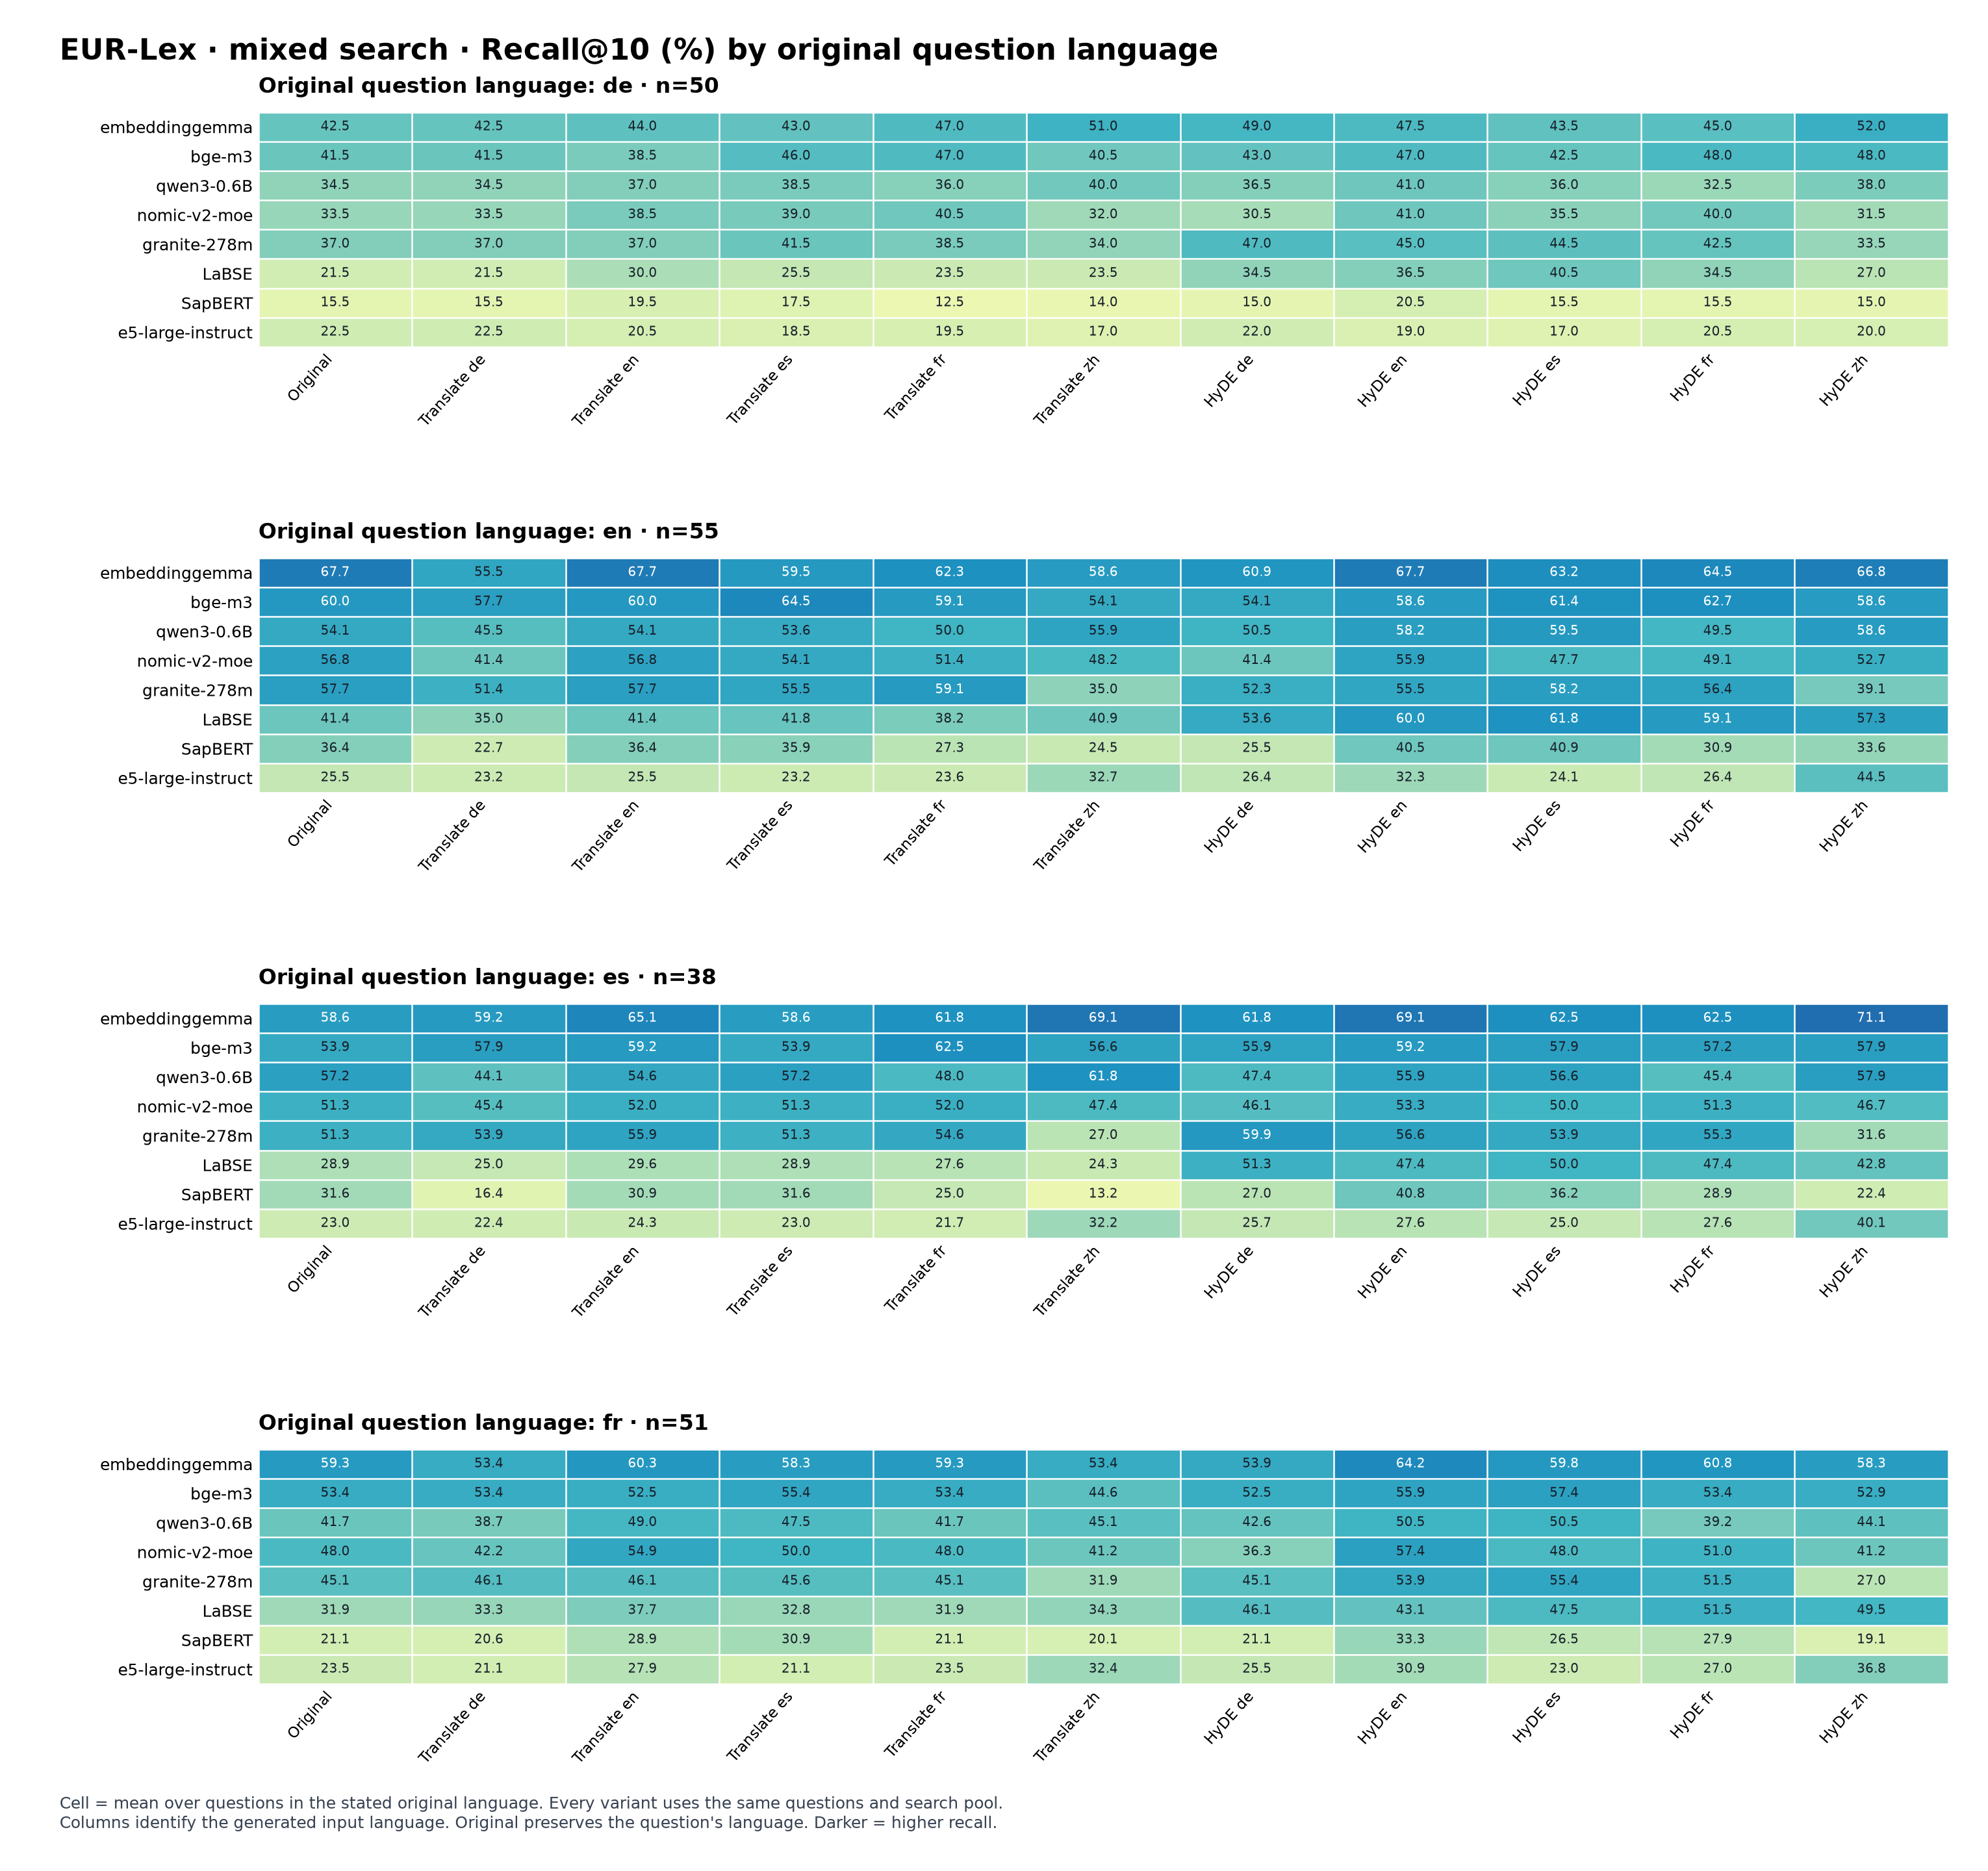 EUR-Lex · mixed search · Recall@10 (%) by original question language
Original question language: de · n=50
embeddinggemma 42.5 42.5 44.0 43.0 47.0 51.0 49.0 47.5 43.5 45.0 52.0
bge-m3 41.5 41.5 38.5 46.0 47.0 40.5 43.0 47.0 42.5 48.0 48.0
qwen3-0.6B 34.5 34.5 37.0 38.5 36.0 40.0 36.5 41.0 36.0 32.5 38.0
nomic-v2-moe 33.5 33.5 38.5 39.0 40.5 32.0 30.5 41.0 35.5 40.0 31.5
granite-278m 37.0 37.0 37.0 41.5 38.5 34.0 47.0 45.0 44.5 42.5 33.5
LaBSE 21.5 21.5 30.0 25.5 23.5 23.5 34.5 36.5 40.5 34.5 27.0
SapBERT 15.5 15.5 19.5 17.5 12.5 14.0 15.0 20.5 15.5 15.5 15.0
e5-large-instruct 22.5 22.5 20.5 18.5 19.5 17.0 22.0 19.0 17.0 20.5 20.0
Original Translate de Translate en Translate es Translate fr Translate zh HyDE de HyDE en HyDE es HyDE fr HyDE zh
Original question language: en · n=55
embeddinggemma 67.7 55.5 67.7 59.5 62.3 58.6 60.9 67.7 63.2 64.5 66.8
bge-m3 60.0 57.7 60.0 64.5 59.1 54.1 54.1 58.6 61.4 62.7 58.6
qwen3-0.6B 54.1 45.5 54.1 53.6 50.0 55.9 50.5 58.2 59.5 49.5 58.6
nomic-v2-moe 56.8 41.4 56.8 54.1 51.4 48.2 41.4 55.9 47.7 49.1 52.7
granite-278m 57.7 51.4 57.7 55.5 59.1 35.0 52.3 55.5 58.2 56.4 39.1
LaBSE 41.4 35.0 41.4 41.8 38.2 40.9 53.6 60.0 61.8 59.1 57.3
SapBERT 36.4 22.7 36.4 35.9 27.3 24.5 25.5 40.5 40.9 30.9 33.6
e5-large-instruct 25.5 23.2 25.5 23.2 23.6 32.7 26.4 32.3 24.1 26.4 44.5
Original Translate de Translate en Translate es Translate fr Translate zh HyDE de HyDE en HyDE es HyDE fr HyDE zh
Original question language: es · n=38
embeddinggemma 58.6 59.2 65.1 58.6 61.8 69.1 61.8 69.1 62.5 62.5 71.1
bge-m3 53.9 57.9 59.2 53.9 62.5 56.6 55.9 59.2 57.9 57.2 57.9
qwen3-0.6B 57.2 44.1 54.6 57.2 48.0 61.8 47.4 55.9 56.6 45.4 57.9
nomic-v2-moe 51.3 45.4 52.0 51.3 52.0 47.4 46.1 53.3 50.0 51.3 46.7
granite-278m 51.3 53.9 55.9 51.3 54.6 27.0 59.9 56.6 53.9 55.3 31.6
LaBSE 28.9 25.0 29.6 28.9 27.6 24.3 51.3 47.4 50.0 47.4 42.8
SapBERT 31.6 16.4 30.9 31.6 25.0 13.2 27.0 40.8 36.2 28.9 22.4
e5-large-instruct 23.0 22.4 24.3 23.0 21.7 32.2 25.7 27.6 25.0 27.6 40.1
Original Translate de Translate en Translate es Translate fr Translate zh HyDE de HyDE en HyDE es HyDE fr HyDE zh
Original question language: fr · n=51
embeddinggemma 59.3 53.4 60.3 58.3 59.3 53.4 53.9 64.2 59.8 60.8 58.3
bge-m3 53.4 53.4 52.5 55.4 53.4 44.6 52.5 55.9 57.4 53.4 52.9
qwen3-0.6B 41.7 38.7 49.0 47.5 41.7 45.1 42.6 50.5 50.5 39.2 44.1
nomic-v2-moe 48.0 42.2 54.9 50.0 48.0 41.2 36.3 57.4 48.0 51.0 41.2
granite-278m 45.1 46.1 46.1 45.6 45.1 31.9 45.1 53.9 55.4 51.5 27.0
LaBSE 31.9 33.3 37.7 32.8 31.9 34.3 46.1 43.1 47.5 51.5 49.5
SapBERT 21.1 20.6 28.9 30.9 21.1 20.1 21.1 33.3 26.5 27.9 19.1
e5-large-instruct 23.5 21.1 27.9 21.1 23.5 32.4 25.5 30.9 23.0 27.0 36.8
Original Translate de Translate en Translate es Translate fr Translate zh HyDE de HyDE en HyDE es HyDE fr HyDE zh
Cell = mean over questions in the stated original language. Every variant uses the same questions and search pool.
Columns identify the generated input language. Original preserves the question's language. Darker = higher recall.